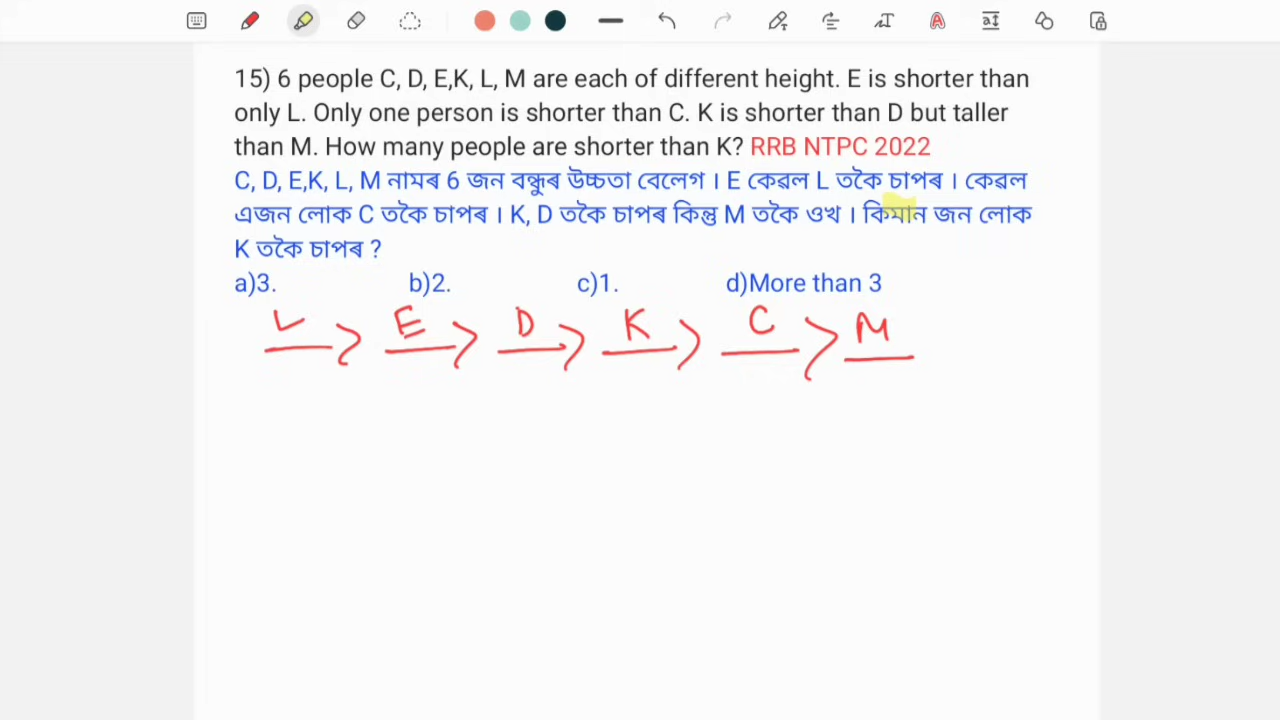 15) 6 people C, D, E,K, L, M are each of different height. E is shorter than
only L. Only one person is shorter than C. K is shorter than D but taller
than M. How many people are shorter than K? RRB NTPC 2022
C, D, E,K, L, M নামৰ 6 জন বন্ধুৰ উচ্চতা বেলেগ । E কেৱল L তকৈ চাপৰ । কেৱল
এজন লোক C তকৈ চাপৰ । K, D তকৈ চাপৰ কিন্তু M তকৈ ওখ । কিমান জন লোক
K তকৈ চাপৰ ?
a)3. b)2. c)1. d)More than 3
L > E > D > K > C > M